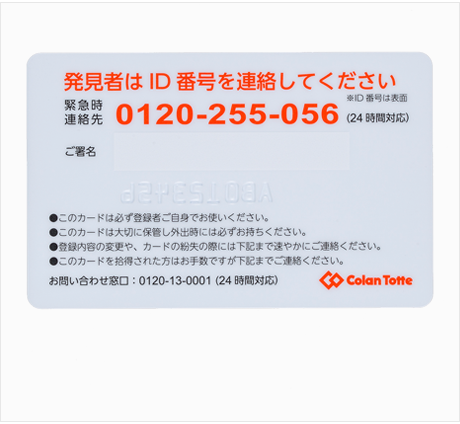 発見者は ID 番号を連絡してください
緊急時
連絡先
0120-255-056
※ID 番号は表面
(24 時間対応)
ご署名
●このカードは必ず登録者ご自身でお使いください。
●このカードは大切に保管し外出時には必ずお持ちください。
●登録内容の変更や、カードの紛失の際には下記まで速やかにご連絡ください。
●このカードを拾得された方はお手数ですが下記までご連絡ください。
お問い合わせ窓口：0120-13-0001 (24 時間対応)
Colan Totte